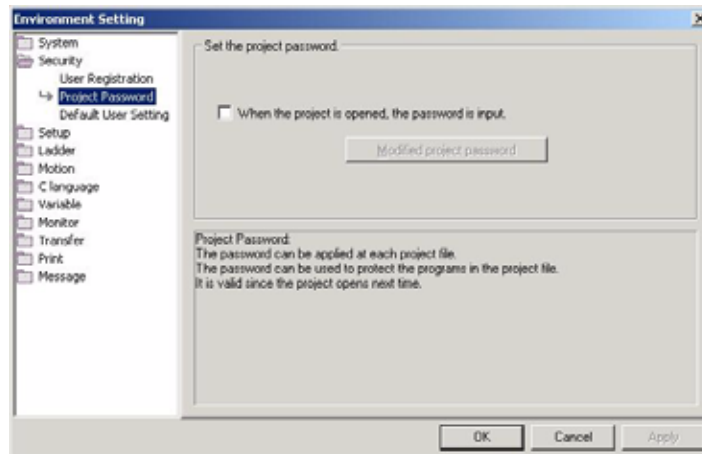 Environment Setting
System
Security
User Registration
Project Password
Default User Setting
Setup
Ladder
Motion
C language
Variable
Monitor
Transfer
Print
Message
Set the project password.
When the project is opened, the password is input.
Modified project password
Project Password:
The password can be applied at each project file.
The password can be used to protect the programs in the project file.
It is valid since the project opens next time.
OK
Cancel
Apply